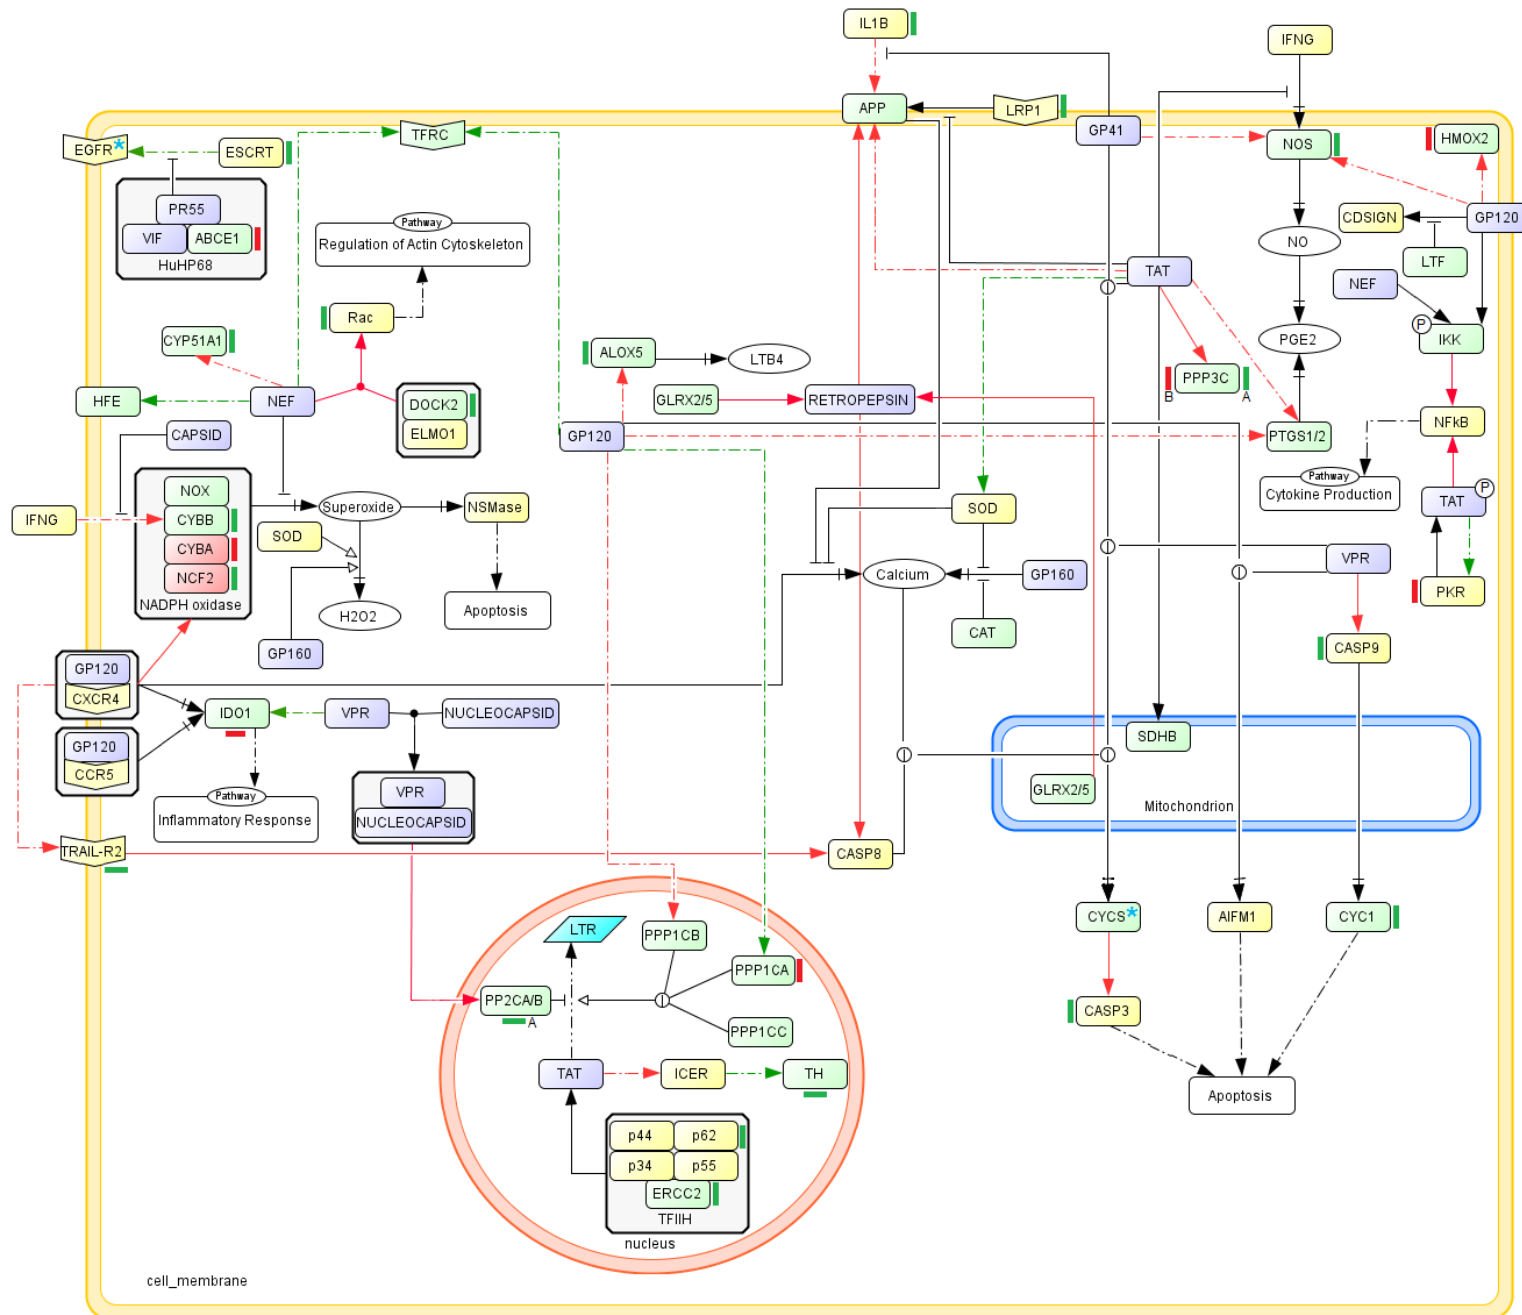 IL1B
IFNG
APP
LRP1
GP41
EGFR*
ESCRT
TFRC
NOS
HMOX2
PR55
VIF
ABCE1
HuHP68
Pathway
Regulation of Actin Cytoskeleton
CDSIGN
GP120
NO
LTF
TAT
NEF
Rac
P
CYP51A1
ALOX5
LTB4
PGE2
IKK
PPP3C
B
A
HFE
NEF
DOCK2
GLRX2/5
RETROPEPSIN
ELMO1
CAPSID
GP120
PTGS1/2
NFkB
Pathway
Cytokine Production
NOX
CYBB
CYBA
NCF2
NADPH oxidase
IFNG
Superoxide
NSMase
SOD
SOD
TAT
P
VPR
Calcium
GP160
PKR
H2O2
Apoptosis
CAT
GP160
CASP9
GP120
CXCR4
IDO1
VPR
NUCLEOCAPSID
GP120
CCR5
SDHB
VPR
NUCLEOCAPSID
Pathway
Inflammatory Response
GLRX2/5
Mitochondrion
TRAIL-R2
CASP8
LTR
PPP1CB
CYCS*
AIFM1
CYC1
PPP1CA
PP2CA/B
A
CASP3
PPP1CC
TAT
ICER
TH
Apoptosis
p44
p62
p34
p55
ERCC2
TFIIH
nucleus
cell_membrane